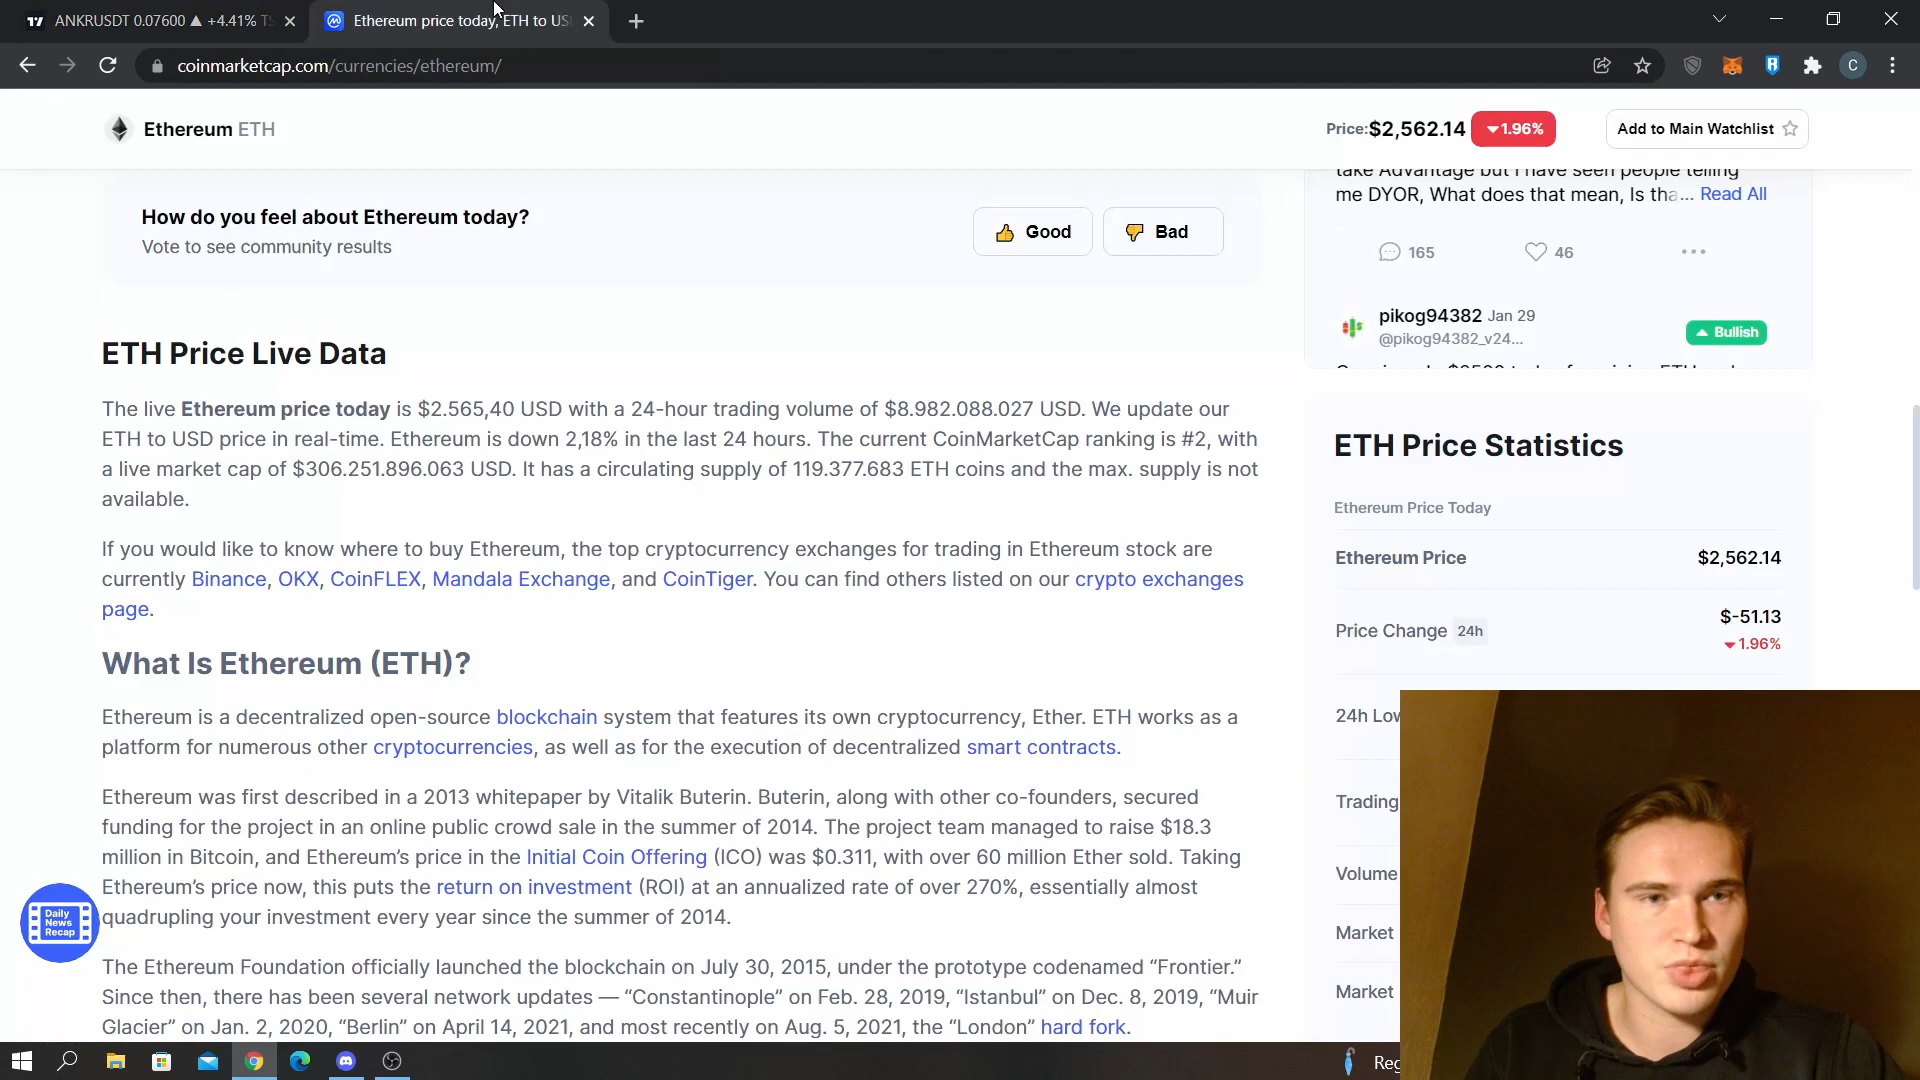 ANKRUSDT 0.07600 ▲ +4.41%
Ethereum price today, ETH to US
coinmarketcap.com/currencies/ethereum/
C
Ethereum ETH
Price:$2,562.14
1.96%
Add to Main Watchlist
take Advantage but I have seen people telling
me DYOR, What does that mean, Is tha... Read All
How do you feel about Ethereum today?
Vote to see community results
Good
Bad
165
46
pikog94382 Jan 29
@pikog94382_v24...
Bullish
ETH Price Live Data
The live Ethereum price today is $2.565,40 USD with a 24-hour trading volume of $8.982.088.027 USD. We update our
ETH to USD price in real-time. Ethereum is down 2,18% in the last 24 hours. The current CoinMarketCap ranking is #2, with
a live market cap of $306.251.896.063 USD. It has a circulating supply of 119.377.683 ETH coins and the max. supply is not
available.
If you would like to know where to buy Ethereum, the top cryptocurrency exchanges for trading in Ethereum stock are
currently Binance, OKX, CoinFLEX, Mandala Exchange, and CoinTiger. You can find others listed on our crypto exchanges
page.
What Is Ethereum (ETH)?
Ethereum is a decentralized open-source blockchain system that features its own cryptocurrency, Ether. ETH works as a
platform for numerous other cryptocurrencies, as well as for the execution of decentralized smart contracts.
Ethereum was first described in a 2013 whitepaper by Vitalik Buterin. Buterin, along with other co-founders, secured
funding for the project in an online public crowd sale in the summer of 2014. The project team managed to raise $18.3
million in Bitcoin, and Ethereum's price in the Initial Coin Offering (ICO) was $0.311, with over 60 million Ether sold. Taking
Ethereum's price now, this puts the return on investment (ROI) at an annualized rate of over 270%, essentially almost
quadrupling your investment every year since the summer of 2014.
The Ethereum Foundation officially launched the blockchain on July 30, 2015, under the prototype codenamed “Frontier.”
Since then, there has been several network updates — “Constantinople” on Feb. 28, 2019, “Istanbul” on Dec. 8, 2019, “Muir
Glacier” on Jan. 2, 2020, “Berlin” on April 14, 2021, and most recently on Aug. 5, 2021, the “London” hard fork.
Daily
News
Recap
ETH Price Statistics
Ethereum Price Today
Ethereum Price
$2,562.14
Price Change 24h
$-51.13
1.96%
24h Low
Trading
Volume
Market
Market
Reg